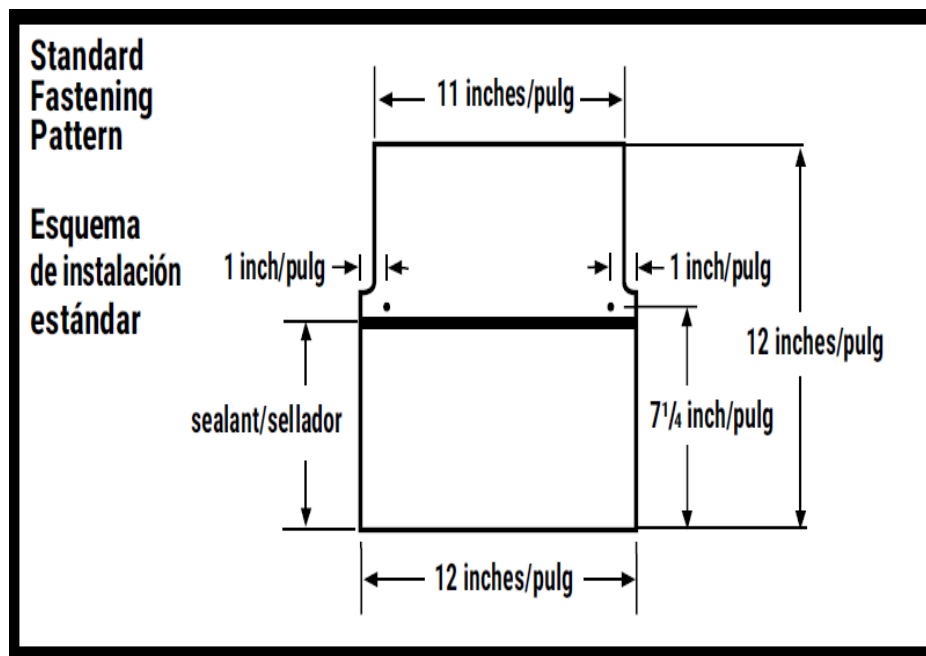 Standard
Fastening
Pattern
Esquema
de instalación
estándar
11 inches/pulg
1 inch/pulg
1 inch/pulg
12 inches/pulg
sealant/sellador
7¼ inch/pulg
12 inches/pulg